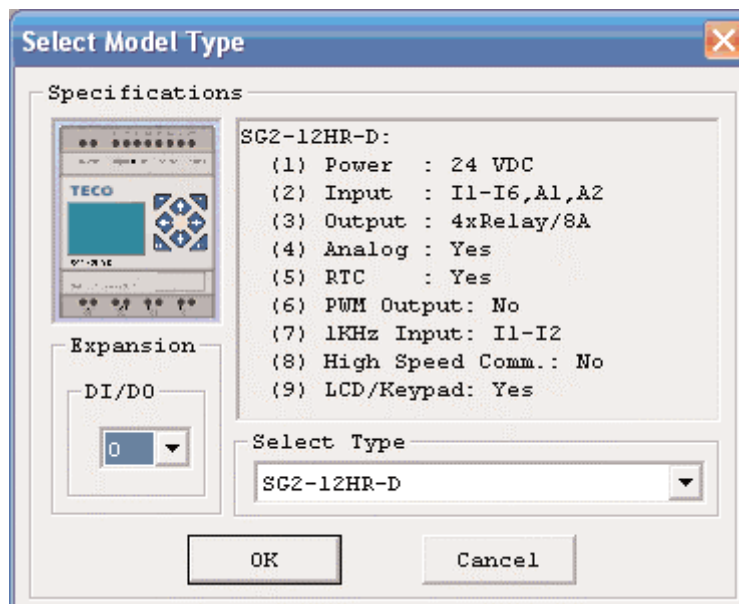 Select Model Type
Specifications
TECO
SG2-12HR-D:
(1) Power : 24 VDC
(2) Input : I1-I6,A1,A2
(3) Output : 4xRelay/8A
(4) Analog : Yes
(5) RTC : Yes
(6) PWM Output: No
(7) 1KHz Input: I1-I2
(8) High Speed Comm.: No
(9) LCD/Keypad: Yes
Expansion
DI/DO
0
Select Type
SG2-12HR-D
OK
Cancel